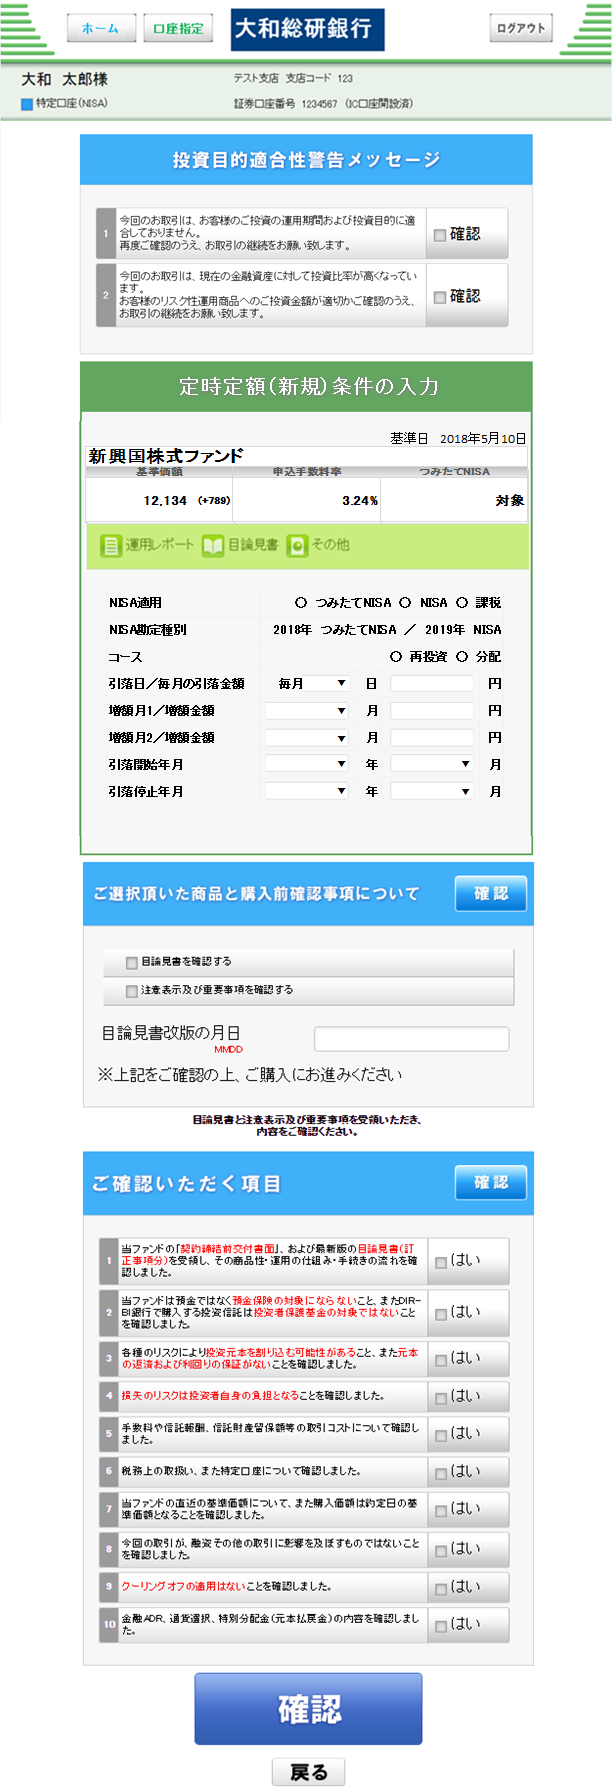 ホーム 口座指定 大和総研銀行 ログアウト
大和 太郎様 テスト支店 支店コード 123
特定口座(NISA) 証券口座番号 1234567 (IC口座開設済)
投資目的適合性警告メッセージ
1 今回のお取引は、お客様のご投資の運用期間および投資目的に適
合しておりません。
再度ご確認のうえ、お取引の継続をお願い致します。
確認
2 今回のお取引は、現在の金融資産に対して投資比率が高くなってい
ます。
お客様のリスク性運用商品へのご投資金額が適切かご確認のうえ、
お取引の継続をお願い致します。
確認
定時定額(新規)条件の入力
基準日 2018年5月10日
新興国株式ファンド
基準価額 申込手数料率 つみたてNISA
12,134 (+789) 3.24% 対象
運用レポート 目論見書 その他
NISA適用 つみたてNISA NISA 課税
NISA勘定種別 2018年 つみたてNISA / 2019年 NISA
コース 再投資 分配
引落日/毎月の引落金額 毎月 日 円
増額月1/増額金額 月 円
増額月2/増額金額 月 円
引落開始年月 年 月
引落停止年月 年 月
ご選択頂いた商品と購入前確認事項について 確認
目論見書を確認する
注意表示及び重要事項を確認する
目論見書改版の月日
MMDD
※上記をご確認の上、ご購入にお進みください
目論見書と注意表示及び重要事項を受領いただき、
内容をご確認ください。
ご確認いただく項目 確認
1 当ファンドの「契約締結前交付書面」、および最新版の目論見書(訂
正事項分)を受領し、その商品性・運用の仕組み・手続きの流れを確
認しました。
はい
2 当ファンドは預金ではなく預金保険の対象にならないこと、またDIR-
BI銀行で購入する投資信託は投資者保護基金の対象ではないこと
を確認しました。
はい
3 各種のリスクにより投資元本を割り込む可能性があること、また元本
の返済および利回りの保証がないことを確認しました。
はい
4 損失のリスクは投資者自身の負担となることを確認しました。 はい
5 手数料や信託報酬、信託財産留保額等の取引コストについて確認し
ました。
はい
6 税務上の取扱い、また特定口座について確認しました。 はい
7 当ファンドの直近の基準価額について、また購入価額は約定日の基
準価額となることを確認しました。
はい
8 今回の取引が、融資その他の取引に影響を及ぼすものではないこと
を確認しました。
はい
9 クーリングオフの適用はないことを確認しました。 はい
10 金融ADR、通貨選択、特別分配金(元本払戻金)の内容を確認しまし
た。
はい
確認
戻る